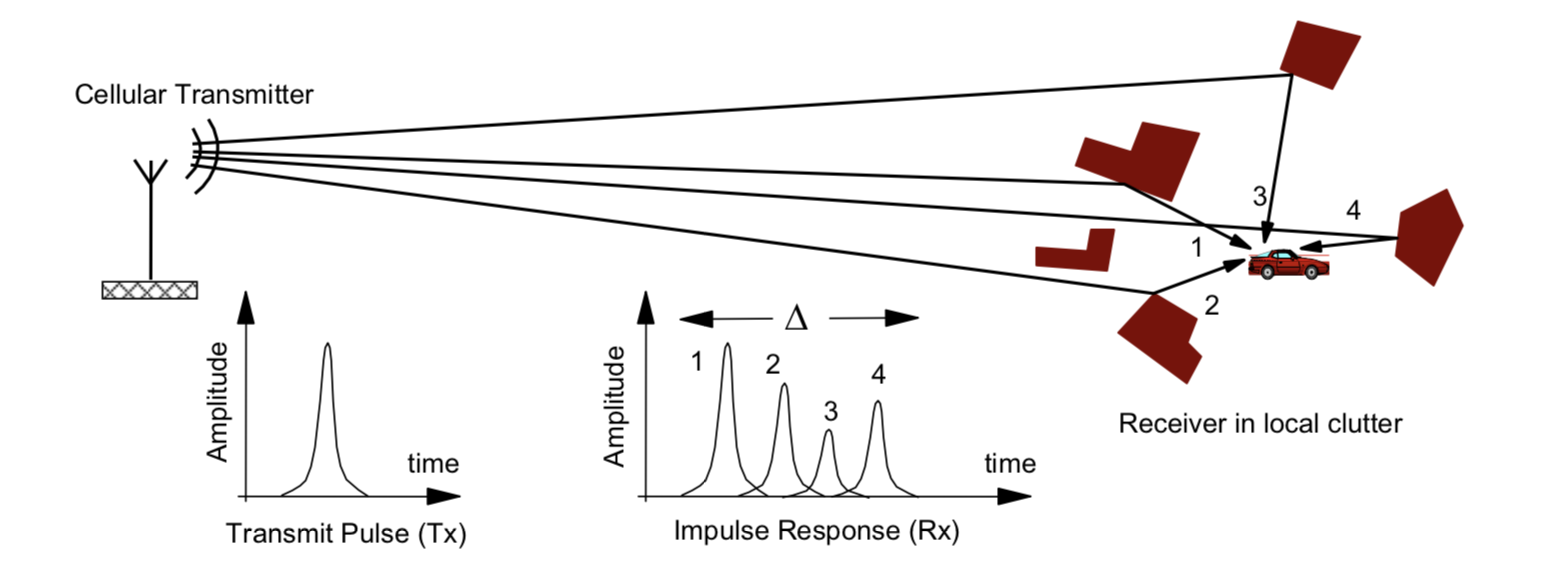 Cellular Transmitter
3
4
1
2
Δ
1
2
3
4
Amplitude
time
Transmit Pulse (Tx)
Amplitude
time
Impulse Response (Rx)
Receiver in local clutter